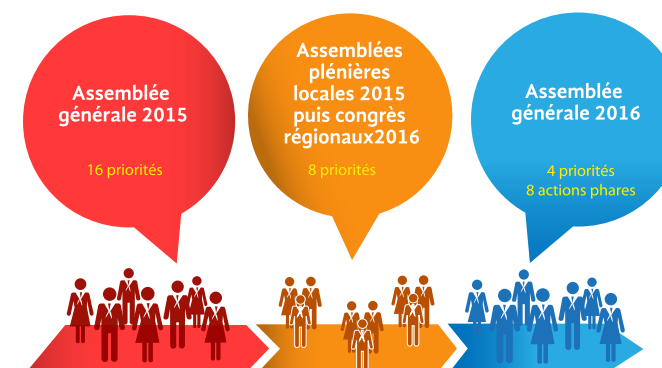 Assemblée
générale 2015
16 priorités
Assemblées
plénières
locales 2015
puis congrès
régionaux2016
8 priorités
Assemblée
générale 2016
4 priorités
8 actions phares